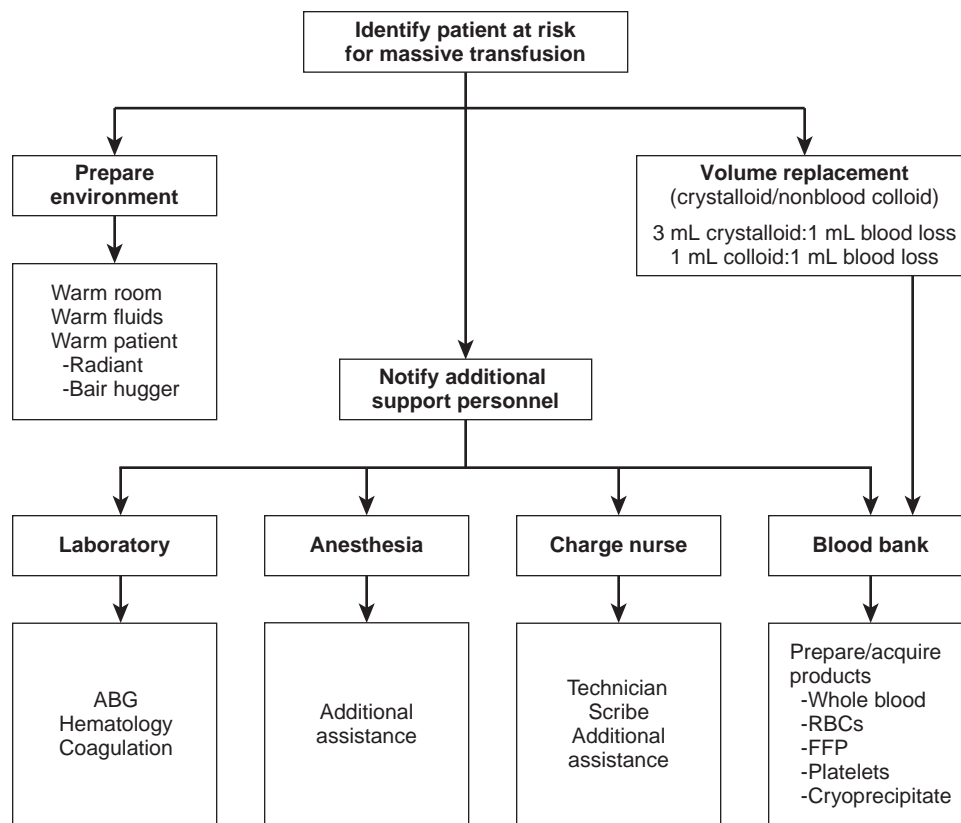 Identify patient at risk
for massive transfusion
Prepare
environment
Volume replacement
(crystalloid/nonblood colloid)
3 mL crystalloid:1 mL blood loss
1 mL colloid:1 mL blood loss
Warm room
Warm fluids
Warm patient
-Radiant
-Bair hugger
Notify additional
support personnel
Laboratory
Anesthesia
Charge nurse
Blood bank
ABG
Hematology
Coagulation
Additional
assistance
Technician
Scribe
Additional
assistance
Prepare/acquire
products
-Whole blood
-RBCs
-FFP
-Platelets
-Cryoprecipitate